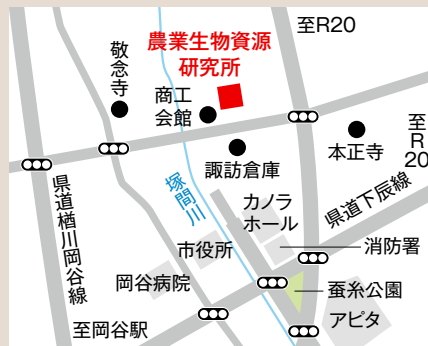 農業生物資源
研究所
至R20
敬念寺
商工
会館
諏訪倉庫
本正寺
至
R
20
塚間川
カノラ
ホール
県道下辰線
県道楢川岡谷線
市役所
消防署
岡谷病院
蚕糸公園
至岡谷駅
アピタ